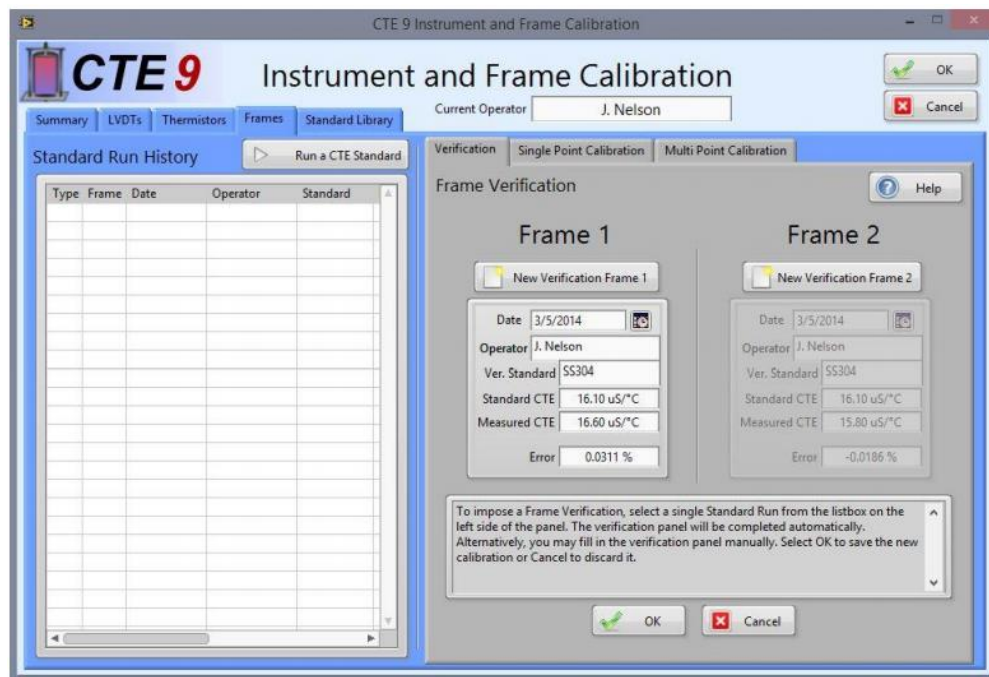 CTE 9 Instrument and Frame Calibration
CTE 9
Instrument and Frame Calibration
OK
Cancel
Current Operator J. Nelson
Summary LVDTs Thermistors Frames Standard Library
Standard Run History
Run a CTE Standard
Type Frame Date Operator Standard
Verification Single Point Calibration Multi Point Calibration
Frame Verification
Help
Frame 1
New Verification Frame 1
Date 3/5/2014
Operator J. Nelson
Ver. Standard SS304
Standard CTE 16.10 uS/°C
Measured CTE 16.60 uS/°C
Error 0.0311 %
Frame 2
New Verification Frame 2
Date 3/5/2014
Operator J. Nelson
Ver. Standard SS304
Standard CTE 16.10 uS/°C
Measured CTE 15.80 uS/°C
Error -0.0186 %
To impose a Frame Verification, select a single Standard Run from the listbox on the
left side of the panel. The verification panel will be completed automatically.
Alternatively, you may fill in the verification panel manually. Select OK to save the new
calibration or Cancel to discard it.
OK
Cancel